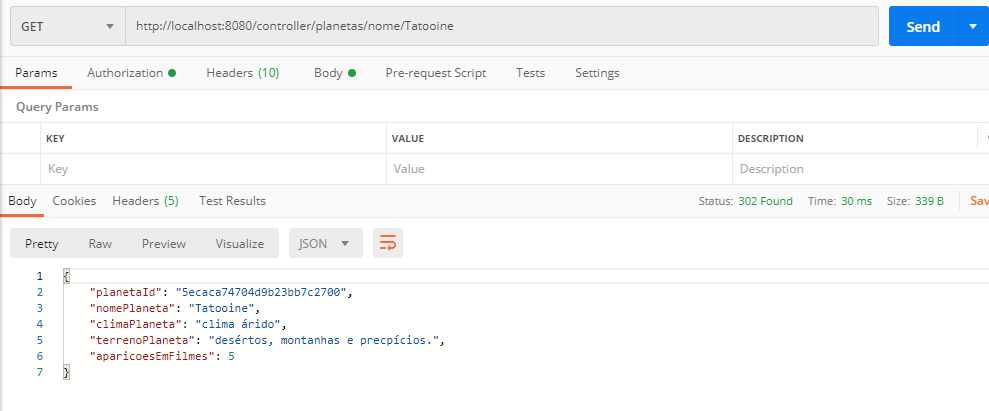 GET http://localhost:8080/controller/planetas/nome/Tatooine Send
Params Authorization Headers (10) Body Pre-request Script Tests Settings
Query Params
KEY VALUE DESCRIPTION
Key Value Description
Body Cookies Headers (5) Test Results Status: 302 Found Time: 30 ms Size: 339 B Sav
Pretty Raw Preview Visualize JSON
1 {
2 "planetaId": "5ecaca74704d9b23bb7c2700",
3 "nomePlaneta": "Tatooine",
4 "climaPlaneta": "clima árido",
5 "terrenoPlaneta": "desértos, montanhas e precpícios.",
6 "aparicoesEmFilmes": 5
7 }